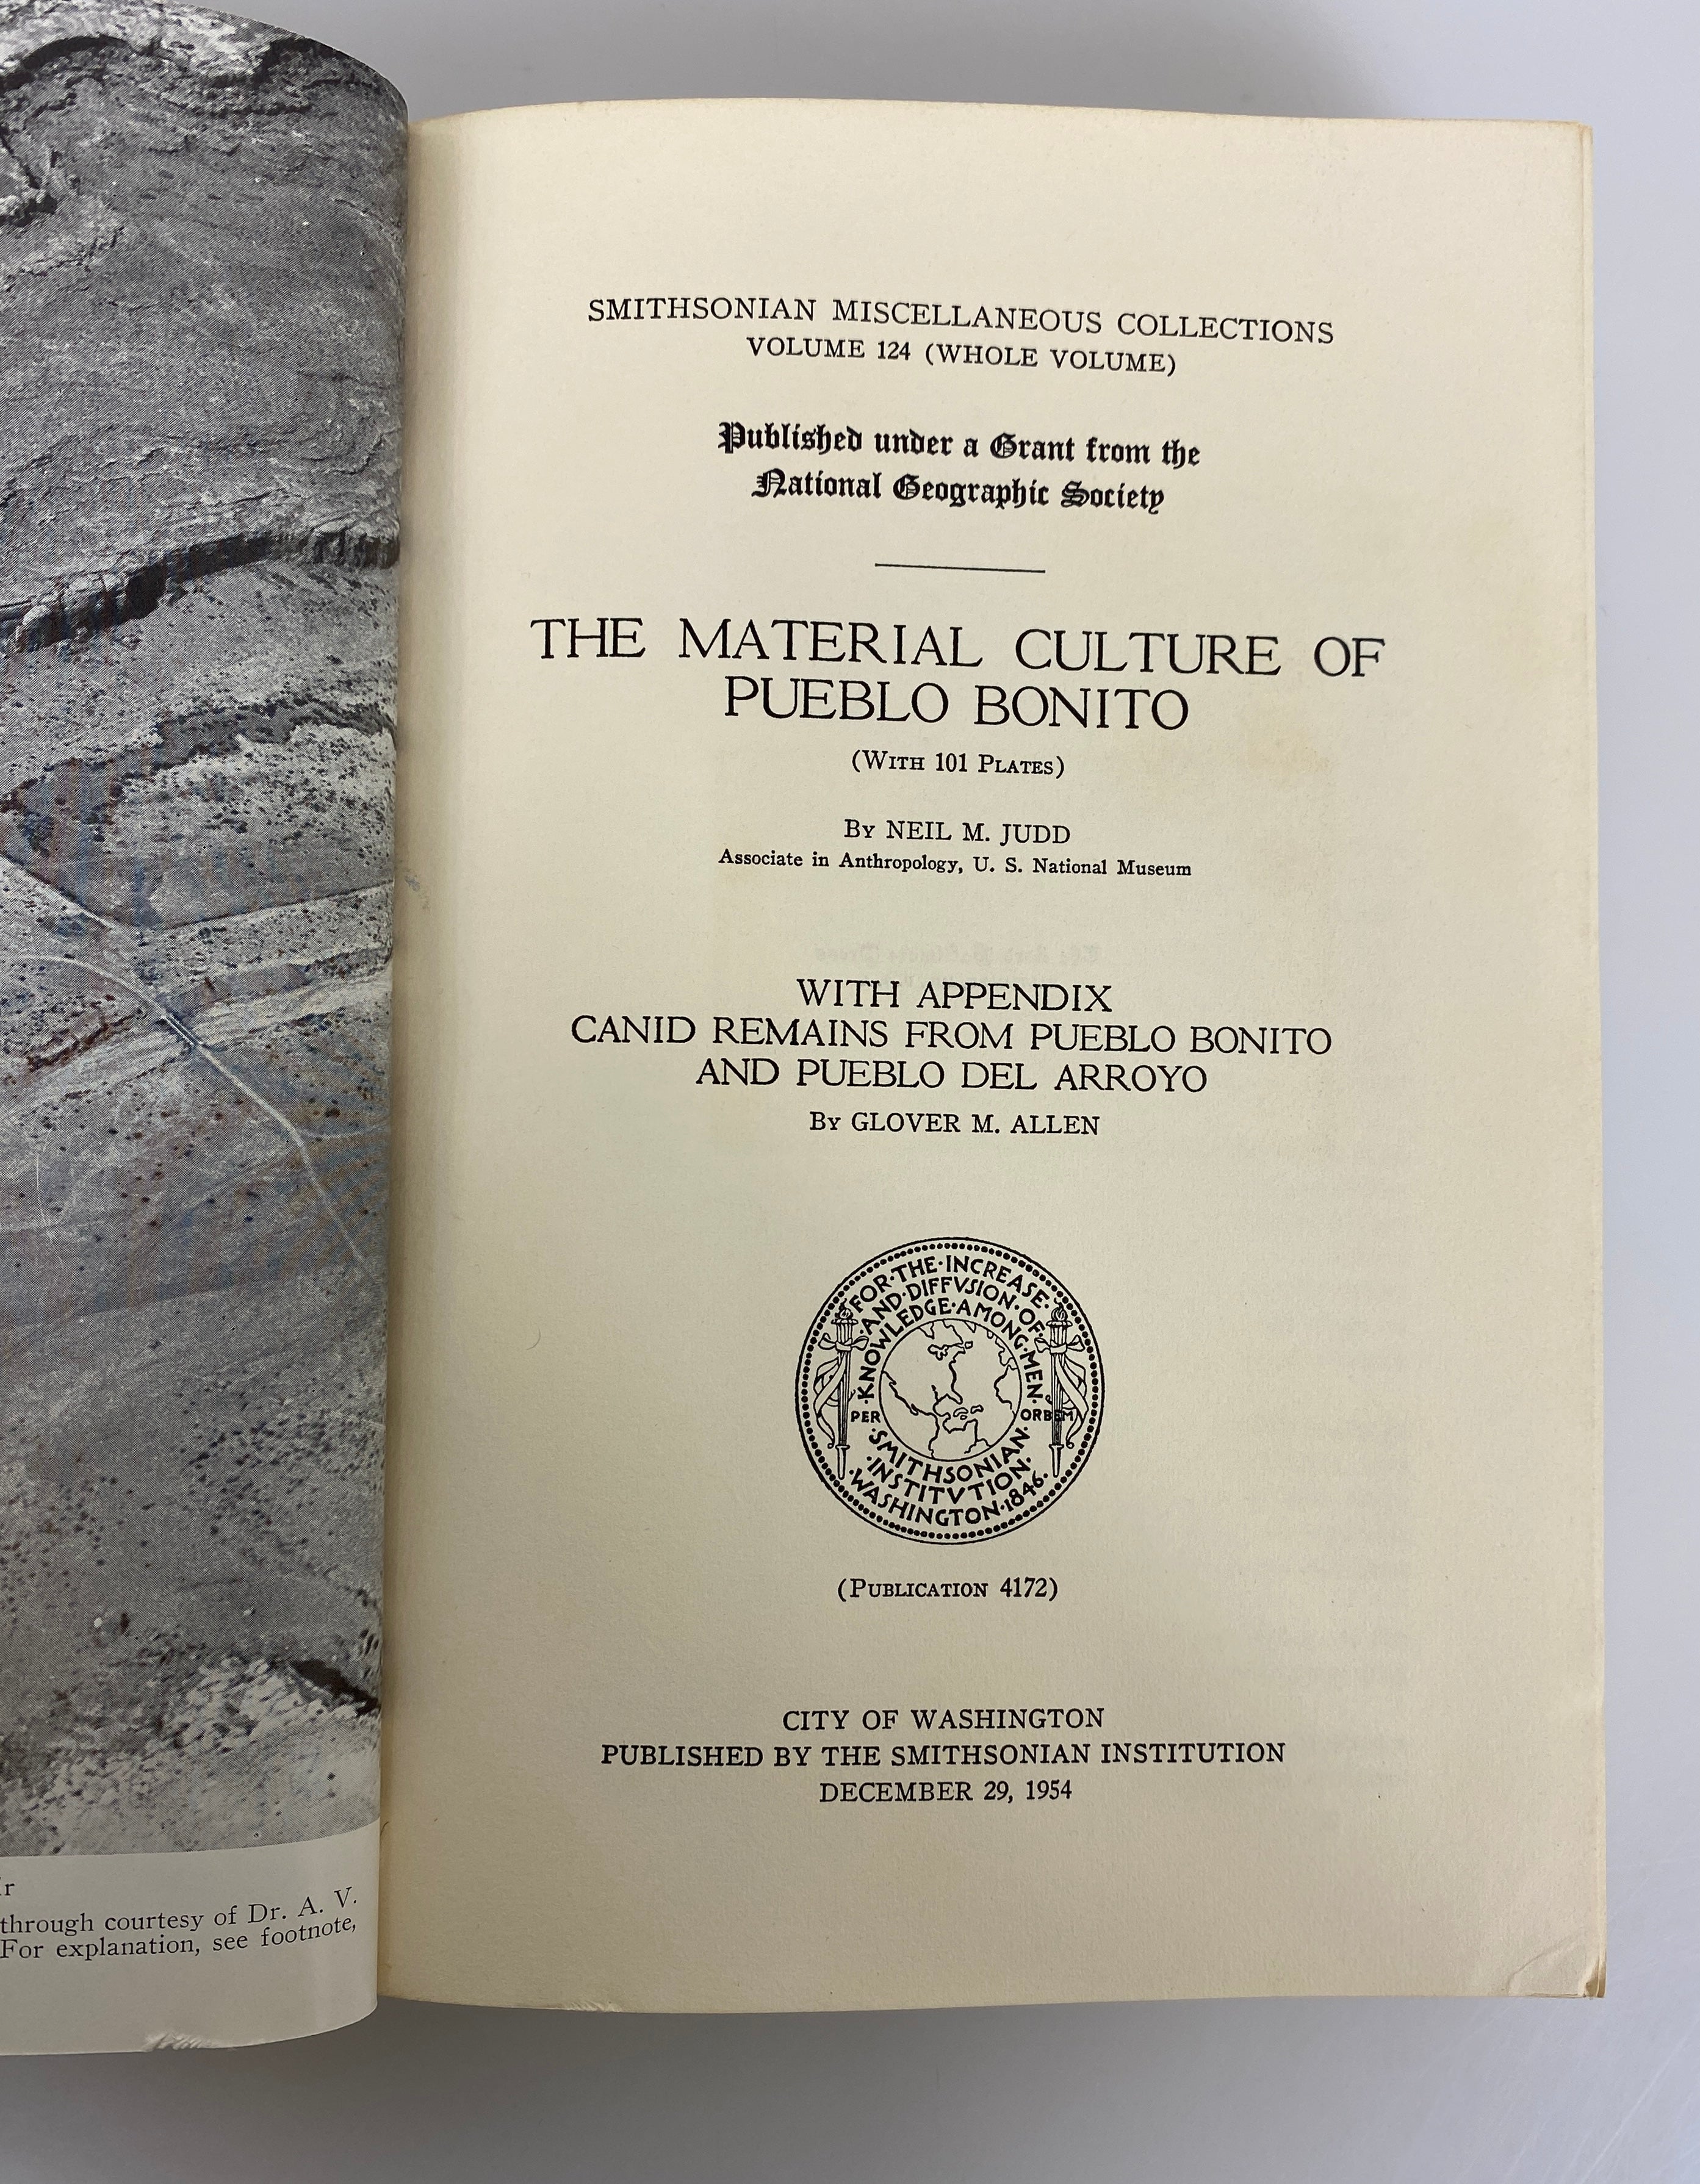 r
through courtesy of Dr. A. V.
For explanation, see footnote,
SMITHSONIAN MISCELLANEOUS COLLECTIONS
VOLUME 124 (WHOLE VOLUME)
Published under a Grant from the
National Geographic Society
THE MATERIAL CULTURE OF
PUEBLO BONITO
(WITH 101 PLATES)
BY NEIL M. JUDD
Associate in Anthropology, U. S. National Museum
WITH APPENDIX
CANID REMAINS FROM PUEBLO BONITO
AND PUEBLO DEL ARROYO
BY GLOVER M. ALLEN
FOR·THE·INCREASE·
·AND·DIFFVSION·OF·
·KNOWLEDGE·AMONG·MEN·
PER ORBEM
·SMITHSONIAN·
·INSTITVTION·
·WASHINGTON·1846·
(PUBLICATION 4172)
CITY OF WASHINGTON
PUBLISHED BY THE SMITHSONIAN INSTITUTION
DECEMBER 29, 1954